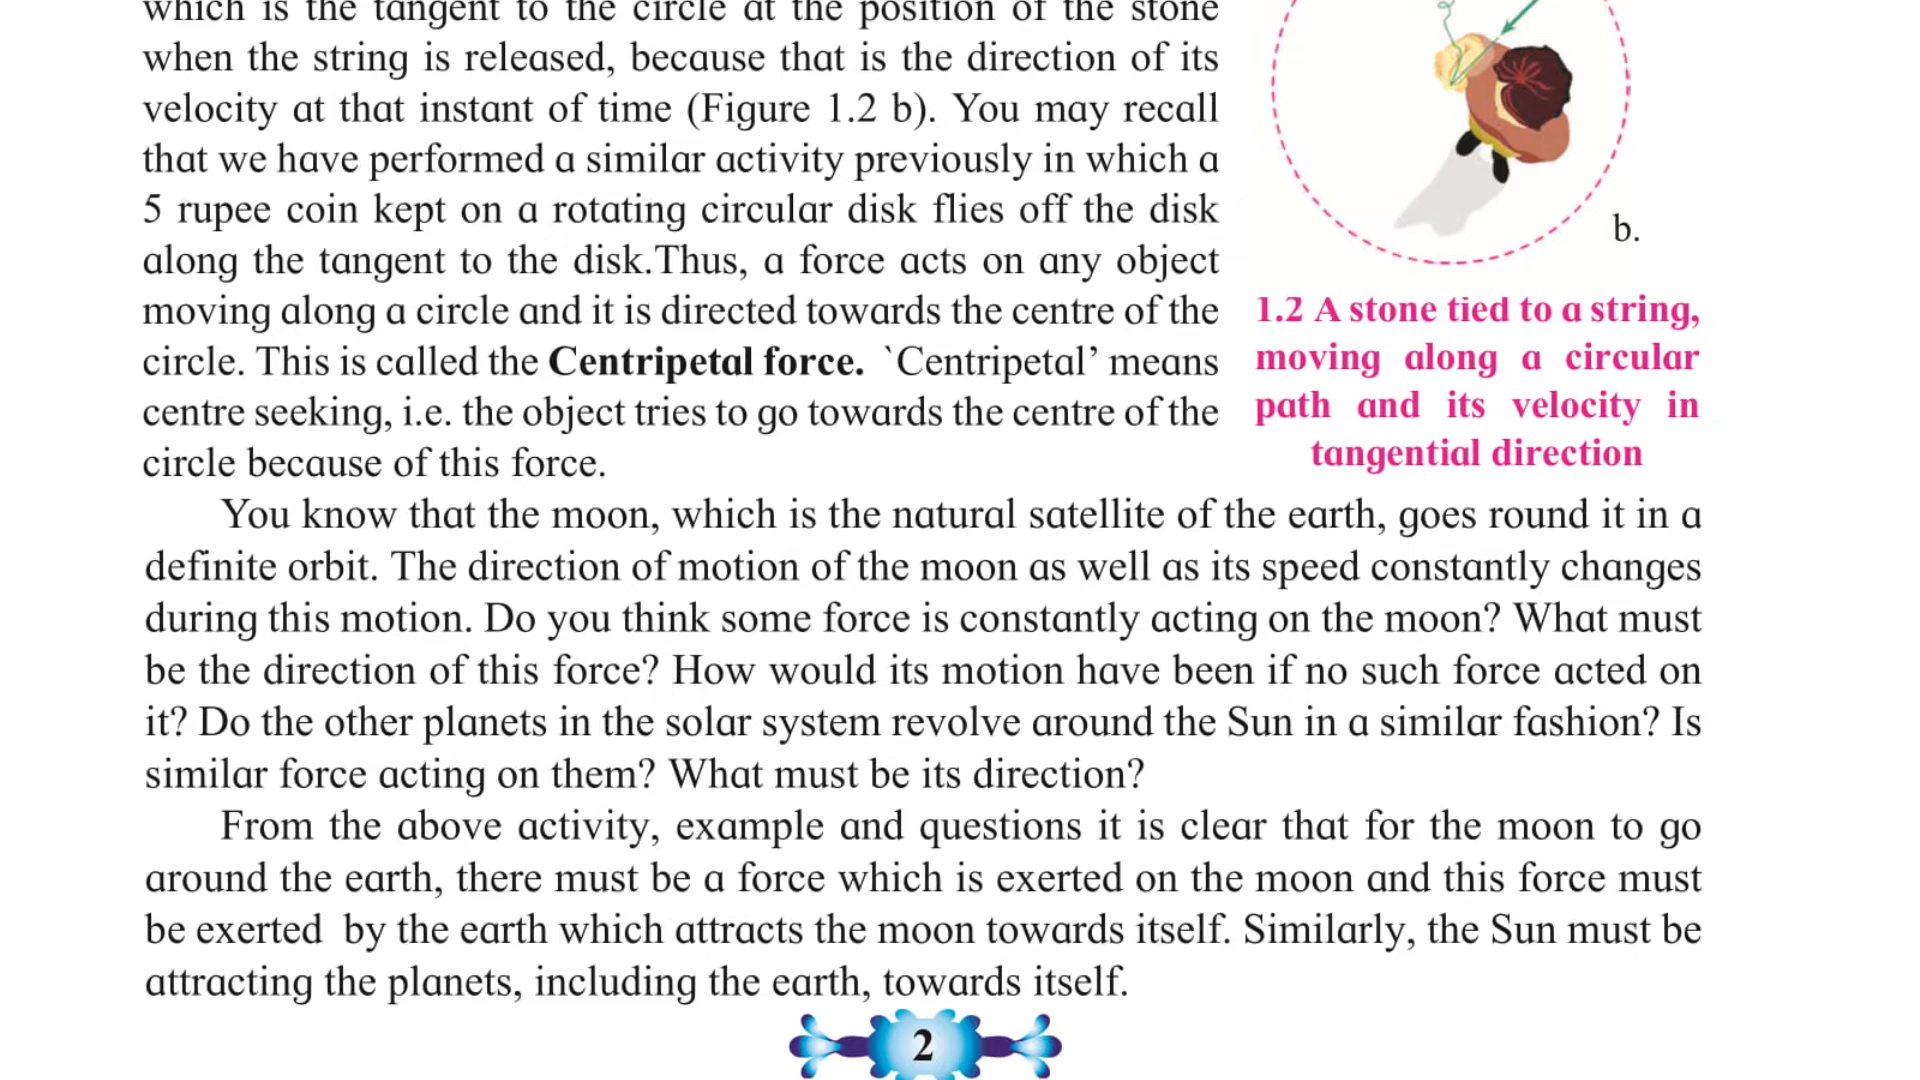 which is the tangent to the circle at the position of the stone
when the string is released, because that is the direction of its
velocity at that instant of time (Figure 1.2 b). You may recall
that we have performed a similar activity previously in which a
5 rupee coin kept on a rotating circular disk flies off the disk
along the tangent to the disk.Thus, a force acts on any object
moving along a circle and it is directed towards the centre of the
circle. This is called the Centripetal force. `Centripetal’ means
centre seeking, i.e. the object tries to go towards the centre of the
circle because of this force.
b.
1.2 A stone tied to a string,
moving along a circular
path and its velocity in
tangential direction
You know that the moon, which is the natural satellite of the earth, goes round it in a
definite orbit. The direction of motion of the moon as well as its speed constantly changes
during this motion. Do you think some force is constantly acting on the moon? What must
be the direction of this force? How would its motion have been if no such force acted on
it? Do the other planets in the solar system revolve around the Sun in a similar fashion? Is
similar force acting on them? What must be its direction?
From the above activity, example and questions it is clear that for the moon to go
around the earth, there must be a force which is exerted on the moon and this force must
be exerted by the earth which attracts the moon towards itself. Similarly, the Sun must be
attracting the planets, including the earth, towards itself.
2